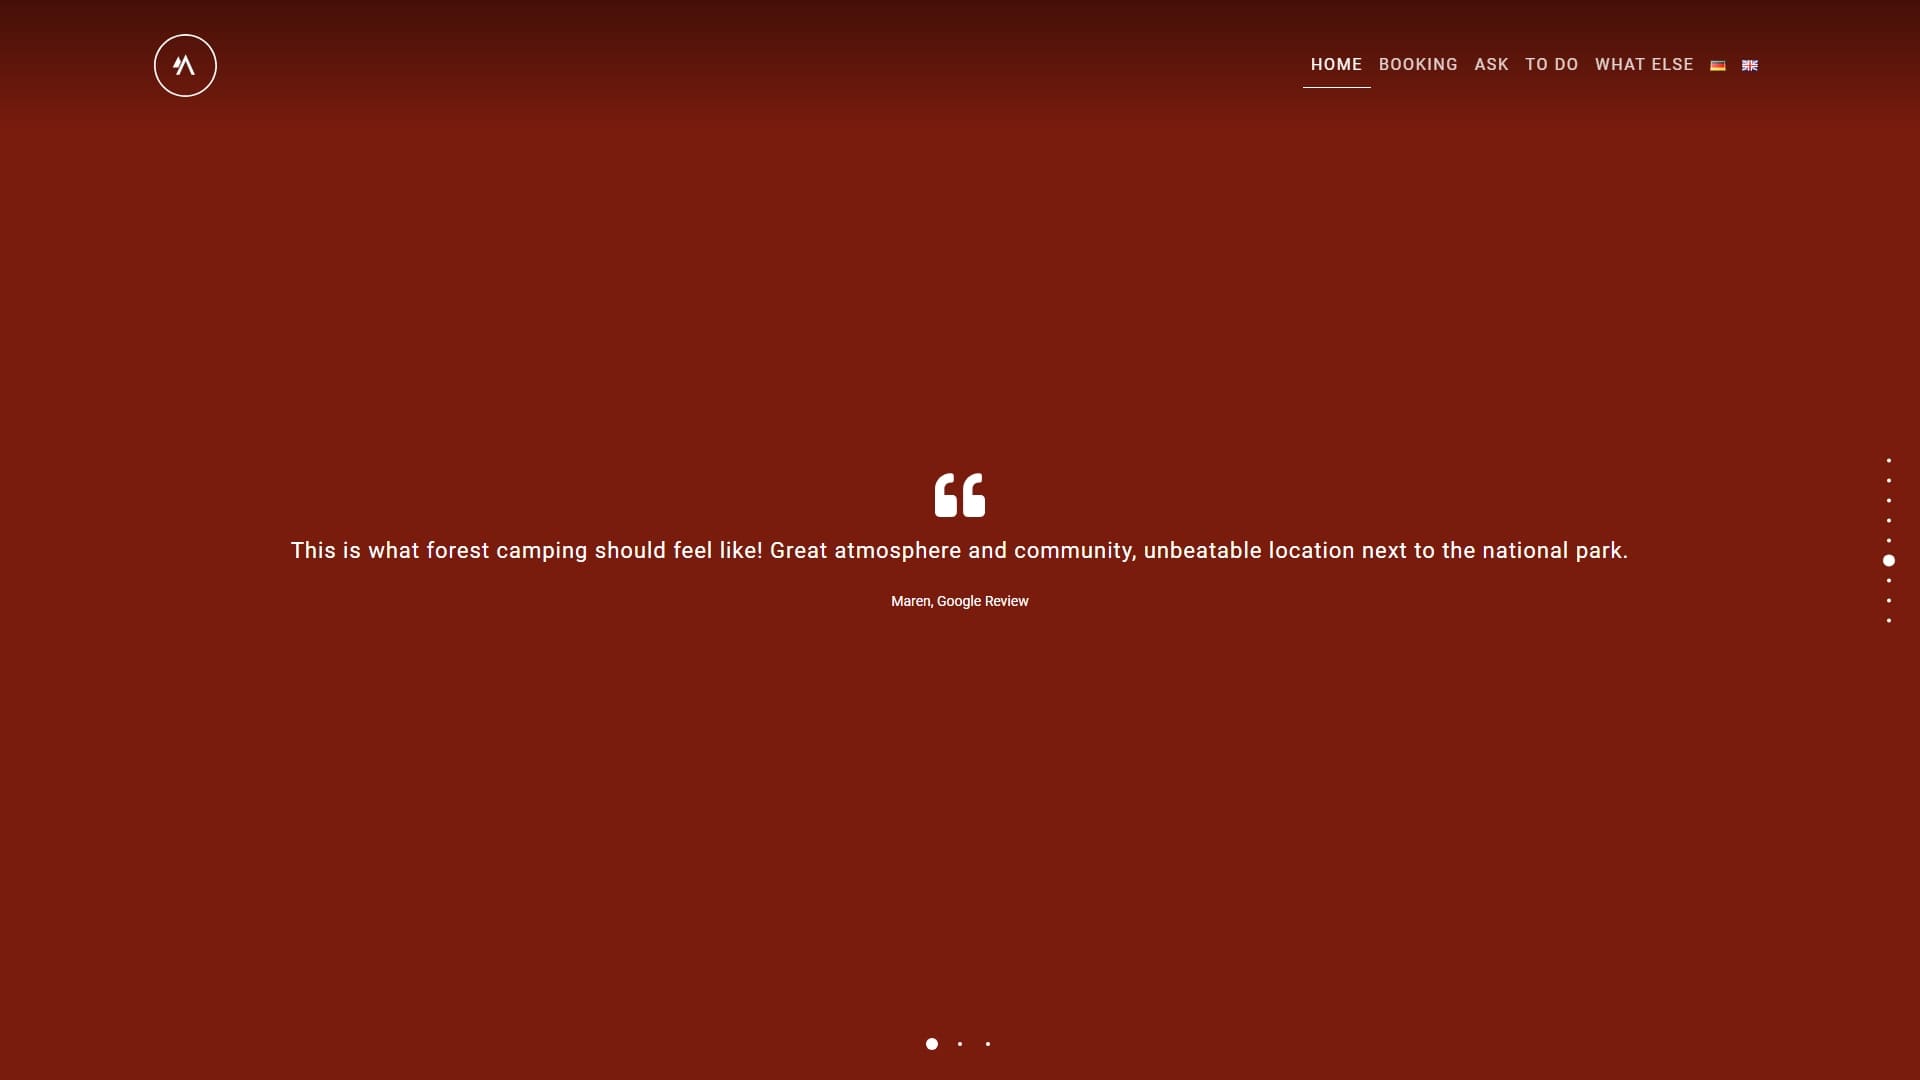 HOME BOOKING ASK TO DO WHAT ELSE
This is what forest camping should feel like! Great atmosphere and community, unbeatable location next to the national park.
Maren, Google Review